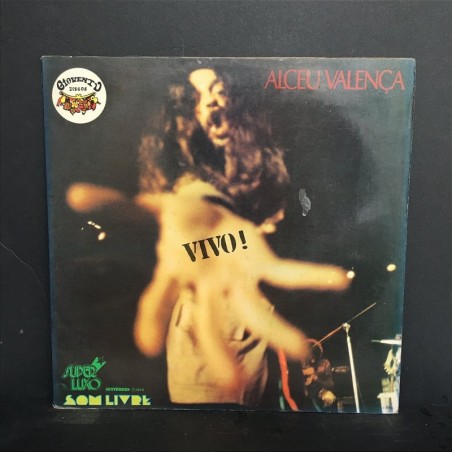 ALCEU VALENÇA
VIVO!
SUPER
LUXO
SOM LIVRE